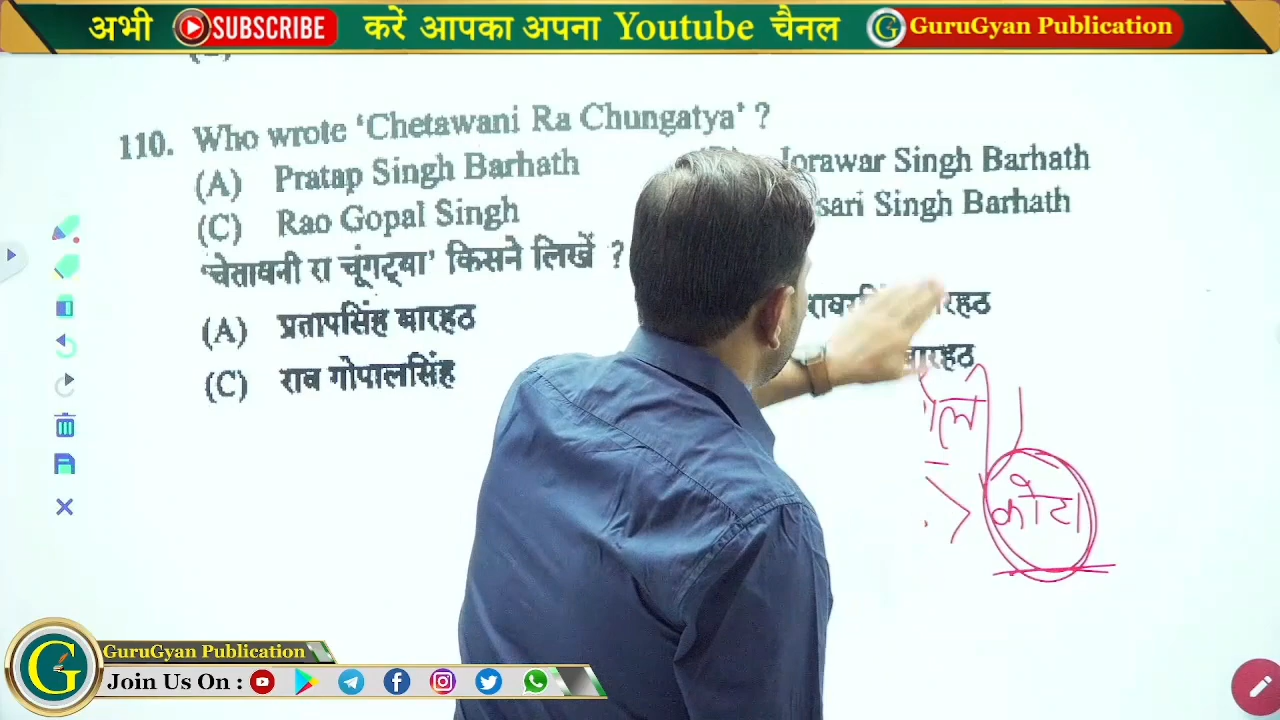 अभी SUBSCRIBE करें आपका अपना Youtube चैनल G GuruGyan Publication
110. Who wrote ‘Chetawani Ra Chungatya’ ?
(A) Pratap Singh Barhath Jorawar Singh Barhath
(C) Rao Gopal Singh Singh Barhath
‘चेतावनी रा चूंगट्या’ किसने लिखें ?
(A) प्रतापसिंह बारहठ
(C) राव गोपालसिंह बारहठ
कोटा
G GuruGyan Publication
Join Us On :